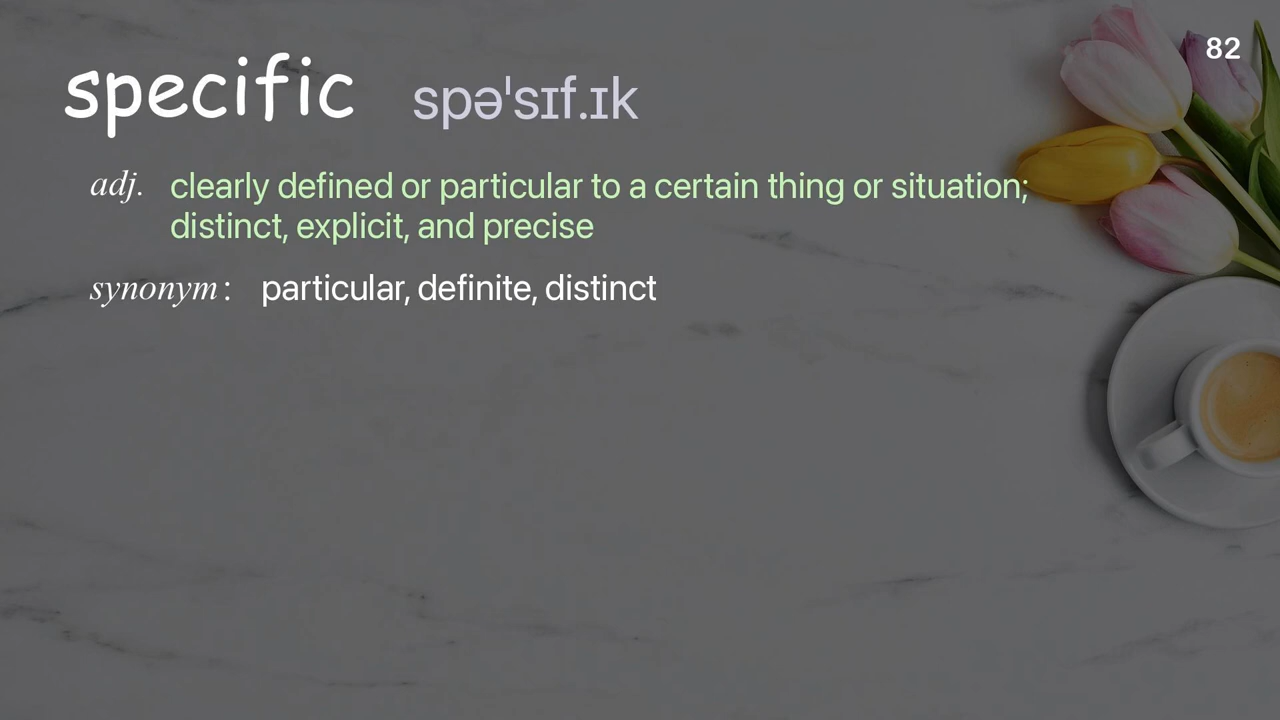 82
specific spəˈsɪf.ɪk
adj. clearly defined or particular to a certain thing or situation;
distinct, explicit, and precise
synonym: particular, definite, distinct